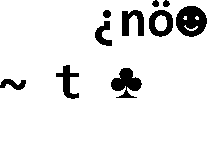 ¿nö☻
~ t ♣